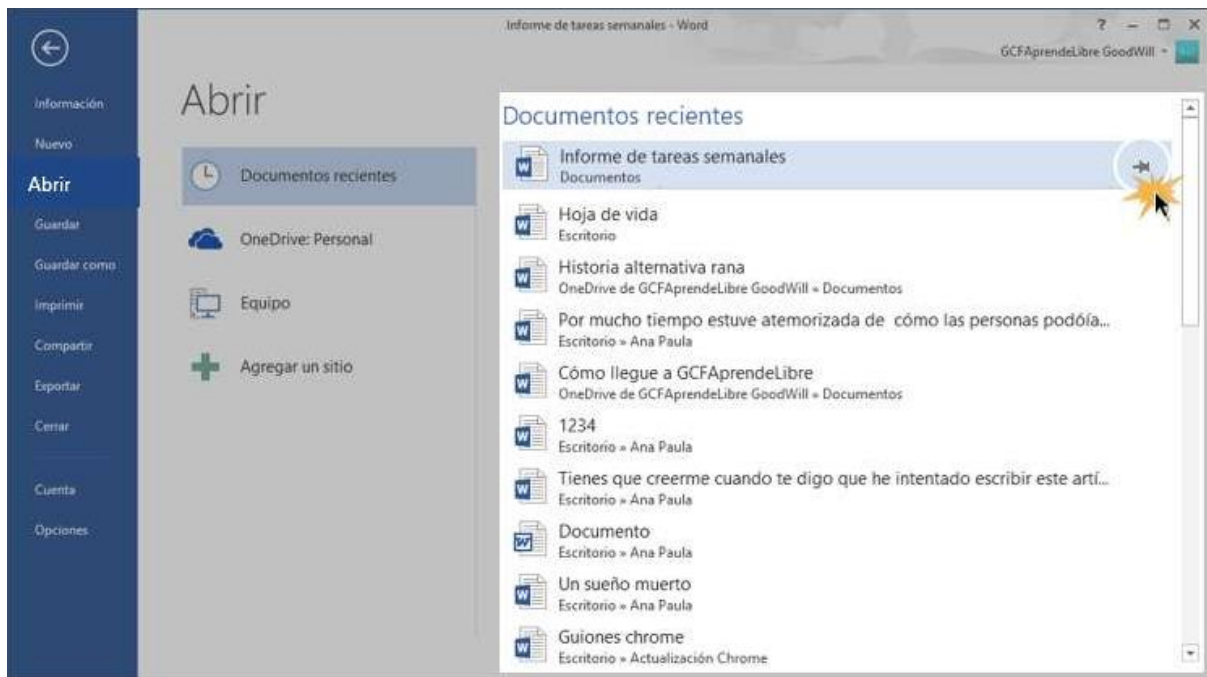 Informe de tareas semanales - Word
GCFAprendeLibre GoodWill
Información
Nuevo
Abrir
Guardar
Guardar como
Imprimir
Compartir
Exportar
Cerrar
Cuenta
Opciones
Abrir
Documentos recientes
OneDrive: Personal
Equipo
Agregar un sitio
Documentos recientes
Informe de tareas semanales
Documentos
Hoja de vida
Escritorio
Historia alternativa rana
OneDrive de GCFAprendeLibre GoodWill » Documentos
Por mucho tiempo estuve atemorizada de cómo las personas podóía...
Escritorio » Ana Paula
Cómo llegue a GCFAprendeLibre
OneDrive de GCFAprendeLibre GoodWill » Documentos
1234
Escritorio » Ana Paula
Tienes que creerme cuando te digo que he intentado escribir este artí...
Escritorio » Ana Paula
Documento
Escritorio » Ana Paula
Un sueño muerto
Escritorio » Ana Paula
Guiones chrome
Escritorio » Actualización Chrome